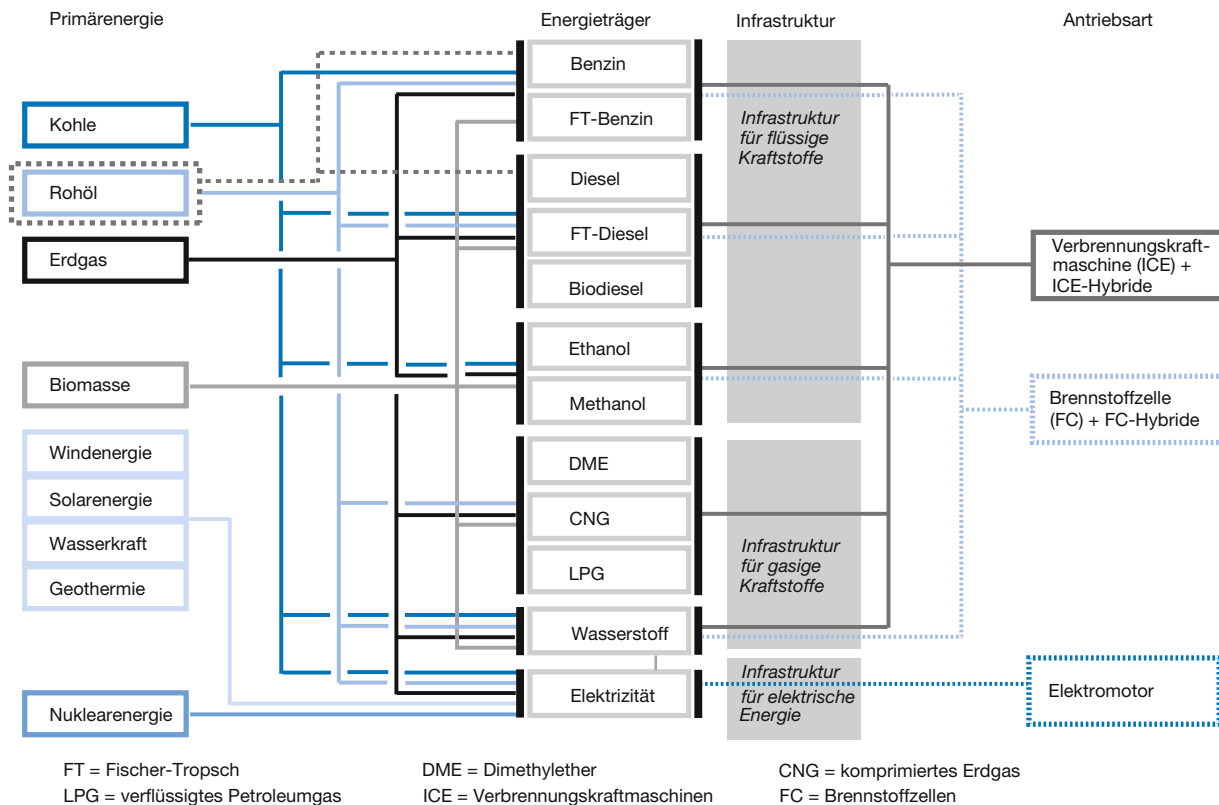 Primärenergie
Energieträger
Infrastruktur
Antriebsart
Kohle
Rohöl
Erdgas
Biomasse
Windenergie
Solarenergie
Wasserkraft
Geothermie
Nuklearenergie
Benzin
FT-Benzin
Diesel
FT-Diesel
Biodiesel
Ethanol
Methanol
DME
CNG
LPG
Wasserstoff
Elektrizität
Infrastruktur
für flüssige
Kraftstoffe
Infrastruktur
für gasige
Kraftstoffe
Infrastruktur
für elektrische
Energie
Verbrennungskraft-
maschine (ICE) +
ICE-Hybride
Brennstoffzelle
(FC) + FC-Hybride
Elektromotor
FT = Fischer-Tropsch
DME = Dimethylether
CNG = komprimiertes Erdgas
LPG = verflüssigtes Petroleumgas
ICE = Verbrennungskraftmaschinen
FC = Brennstoffzellen